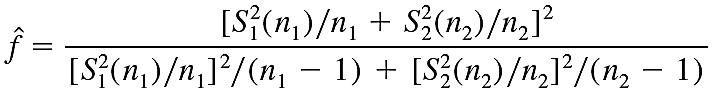 f̂ = [S₁²(n₁)/n₁ + S₂²(n₂)/n₂]² / [S₁²(n₁)/n₁]²/(n₁ − 1) + [S₂²(n₂)/n₂]²/(n₂ − 1)